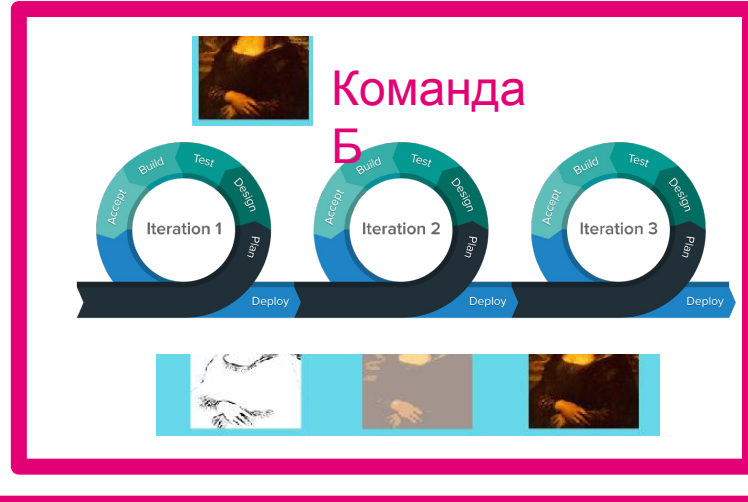 Команда
Б
Accept
Build
Test
Design
Plan
Iteration 1
Deploy
Accept
Build
Test
Design
Plan
Iteration 2
Deploy
Accept
Build
Test
Design
Plan
Iteration 3
Deploy